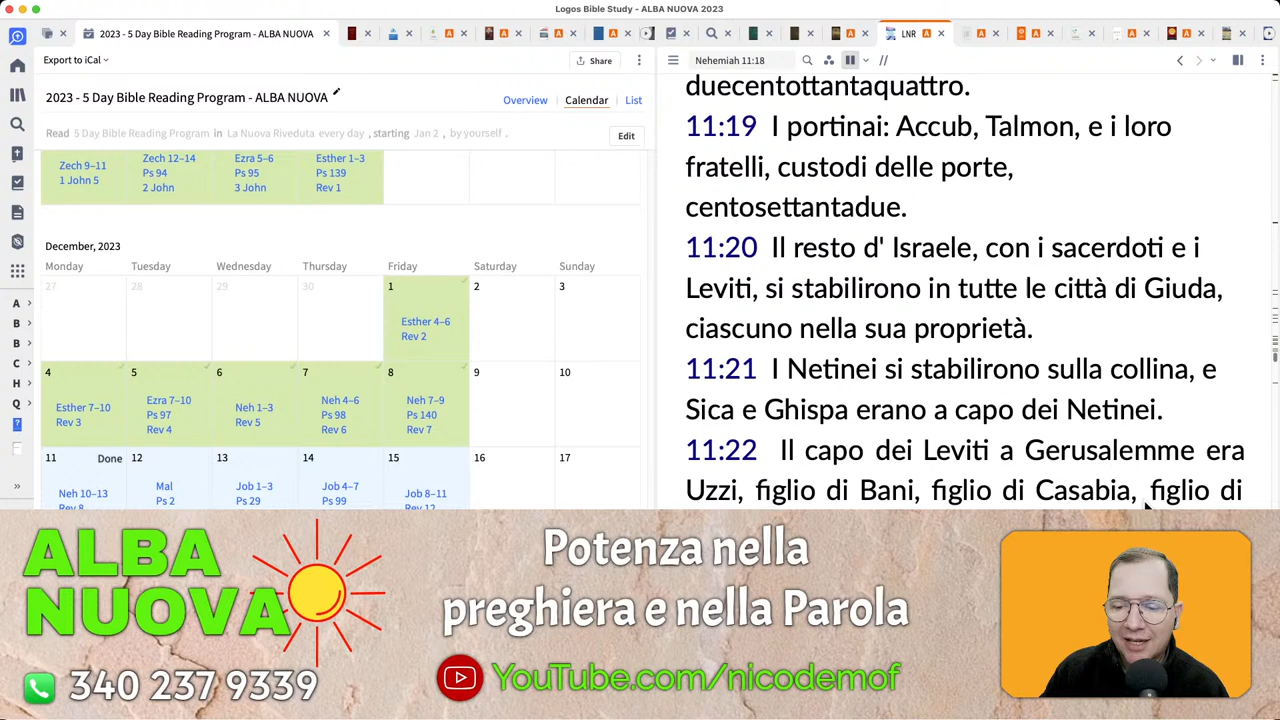 Logos Bible Study - ALBA NUOVA 2023
2023 - 5 Day Bible Reading Program - ALBA NUOVA
LNR
Export to iCal
Share
Nehemiah 11:18
2023 - 5 Day Bible Reading Program - ALBA NUOVA
Overview
Calendar
List
Read 5 Day Bible Reading Program in La Nuova Riveduta every day , starting Jan 2 , by yourself .
Edit
Zech 9–11
1 John 5
Zech 12–14
Ps 94
2 John
Ezra 5–6
Ps 95
3 John
Esther 1–3
Ps 139
Rev 1
December, 2023
Monday Tuesday Wednesday Thursday Friday Saturday Sunday
27 28 29 30 1 2 3
Esther 4–6
Rev 2
4 5 6 7 8 9 10
Esther 7–10
Rev 3
Ezra 7–10
Ps 97
Rev 4
Neh 1–3
Rev 5
Neh 4–6
Ps 98
Rev 6
Neh 7–9
Ps 140
Rev 7
11 Done 12 13 14 15 16 17
Neh 10–13
Rev 8
Mal
Ps 2
Job 1–3
Ps 29
Job 4–7
Ps 99
Job 8–11
Rev 12
A
B
B
C
H
Q
duecentottantaquattro.
11:19 I portinai: Accub, Talmon, e i loro
fratelli, custodi delle porte,
centosettantadue.
11:20 Il resto d' Israele, con i sacerdoti e i
Leviti, si stabilirono in tutte le città di Giuda,
ciascuno nella sua proprietà.
11:21 I Netinei si stabilirono sulla collina, e
Sica e Ghispa erano a capo dei Netinei.
11:22 Il capo dei Leviti a Gerusalemme era
Uzzi, figlio di Bani, figlio di Casabia, figlio di
ALBA
NUOVA
340 237 9339
Potenza nella
preghiera e nella Parola
YouTube.com/nicodemof